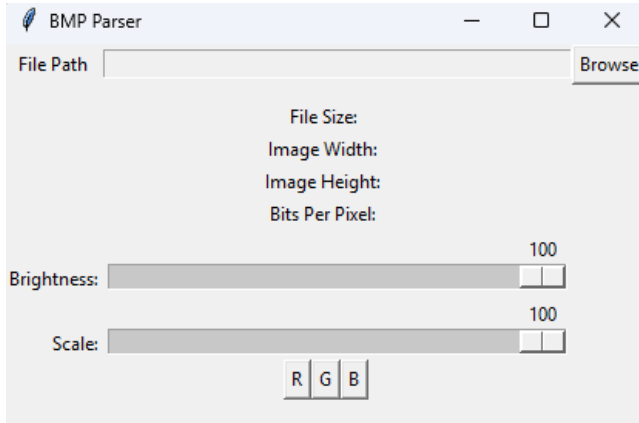 BMP Parser
File Path Browse
File Size:
Image Width:
Image Height:
Bits Per Pixel:
100
Brightness:
100
Scale:
R G B